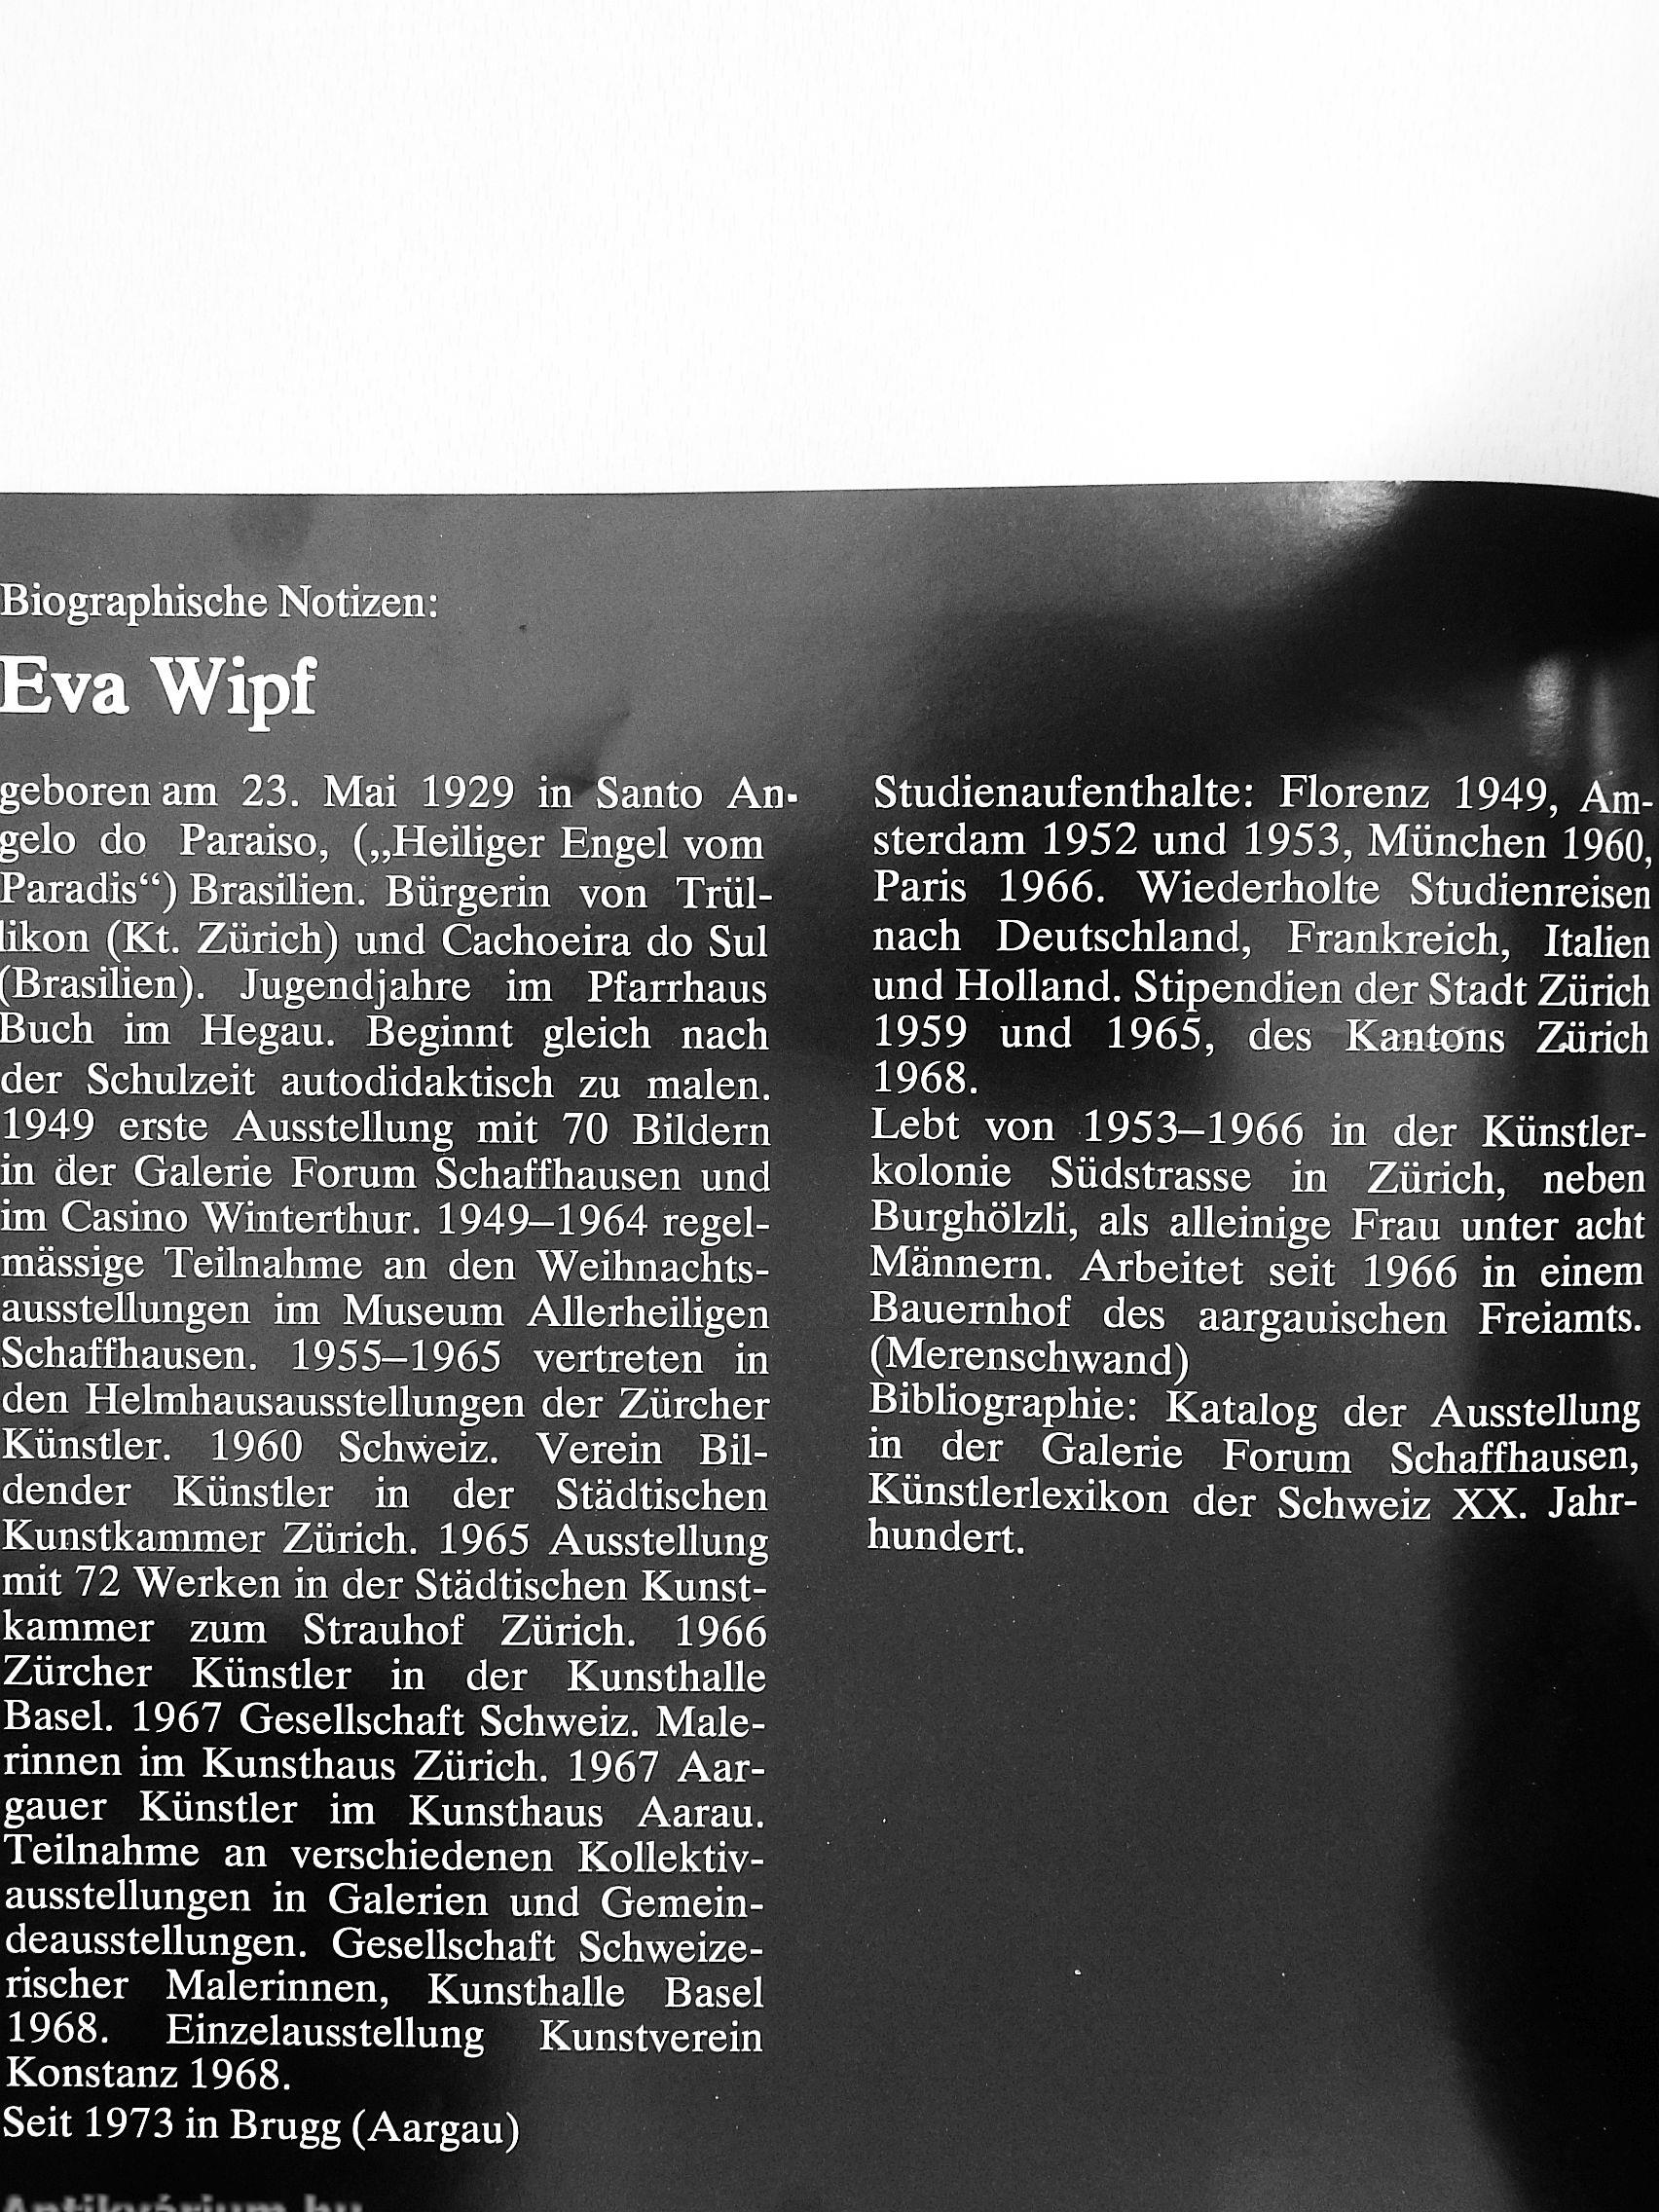 Biographische Notizen:
Eva Wipf
geboren am 23. Mai 1929 in Santo An-
gelo do Paraiso, („Heiliger Engel vom
Paradis“) Brasilien. Bürgerin von Trül-
likon (Kt. Zürich) und Cachoeira do Sul
(Brasilien). Jugendjahre im Pfarrhaus
Buch im Hegau. Beginnt gleich nach
der Schulzeit autodidaktisch zu malen.
1949 erste Ausstellung mit 70 Bildern
in der Galerie Forum Schaffhausen und
im Casino Winterthur. 1949–1964 regel-
mässige Teilnahme an den Weihnachts-
ausstellungen im Museum Allerheiligen
Schaffhausen. 1955–1965 vertreten in
den Helmhausausstellungen der Zürcher
Künstler. 1960 Schweiz. Verein Bil-
dender Künstler in der Städtischen
Kunstkammer Zürich. 1965 Ausstellung
mit 72 Werken in der Städtischen Kunst-
kammer zum Strauhof Zürich. 1966
Zürcher Künstler in der Kunsthalle
Basel. 1967 Gesellschaft Schweiz. Male-
rinnen im Kunsthaus Zürich. 1967 Aar-
gauer Künstler im Kunsthaus Aarau.
Teilnahme an verschiedenen Kollektiv-
ausstellungen in Galerien und Gemein-
deausstellungen. Gesellschaft Schweize-
rischer Malerinnen, Kunsthalle Basel
1968. Einzelausstellung Kunstverein
Konstanz 1968.
Seit 1973 in Brugg (Aargau)
Studienaufenthalte: Florenz 1949, Am-
sterdam 1952 und 1953, München 1960,
Paris 1966. Wiederholte Studienreisen
nach Deutschland, Frankreich, Italien
und Holland. Stipendien der Stadt Zürich
1959 und 1965, des Kantons Zürich
1968.
Lebt von 1953–1966 in der Künstler-
kolonie Südstrasse in Zürich, neben
Burghölzli, als alleinige Frau unter acht
Männern. Arbeitet seit 1966 in einem
Bauernhof des aargauischen Freiamts.
(Merenschwand)
Bibliographie: Katalog der Ausstellung
in der Galerie Forum Schaffhausen,
Künstlerlexikon der Schweiz XX. Jahr-
hundert.
Antikvárium.hu